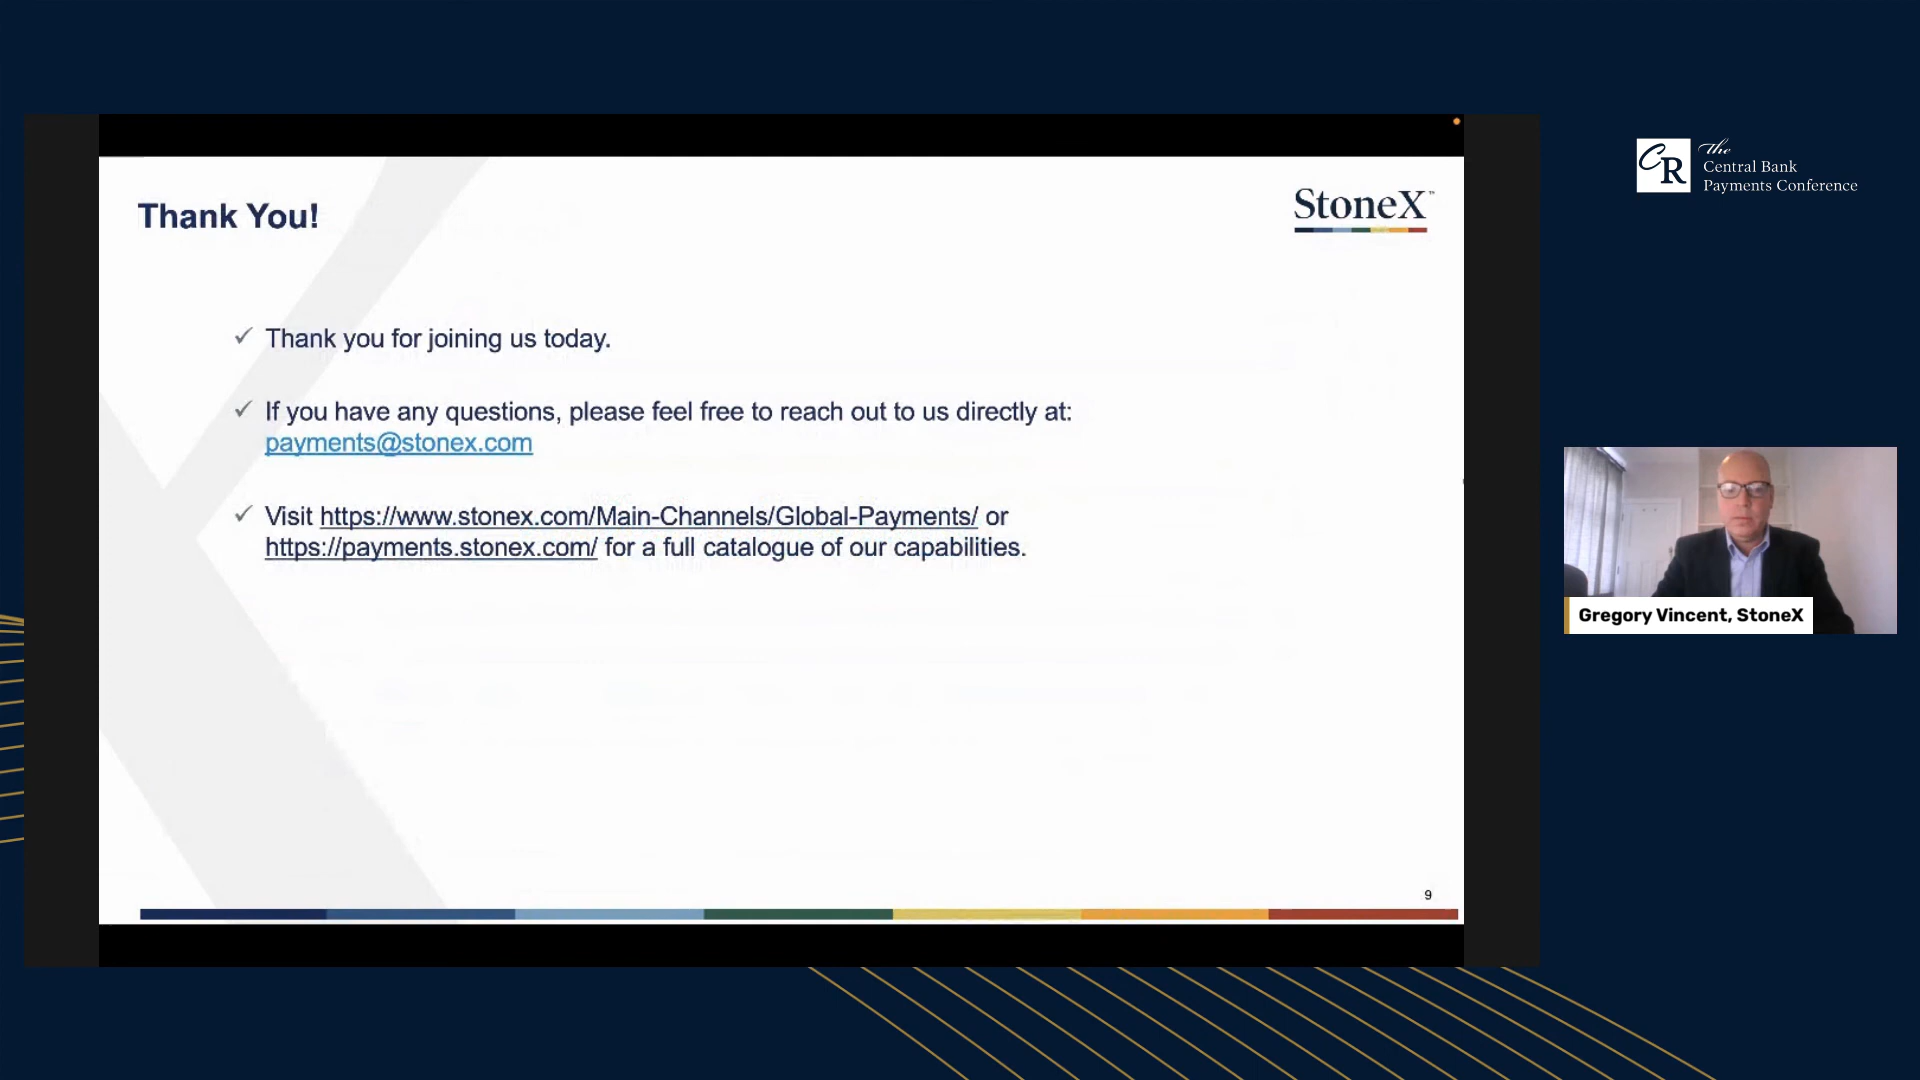 Thank You!
StoneX™
Thank you for joining us today.
If you have any questions, please feel free to reach out to us directly at:
payments@stonex.com
Visit https://www.stonex.com/Main-Channels/Global-Payments/ or
https://payments.stonex.com/ for a full catalogue of our capabilities.
9
CR
The
Central Bank
Payments Conference
Gregory Vincent, StoneX